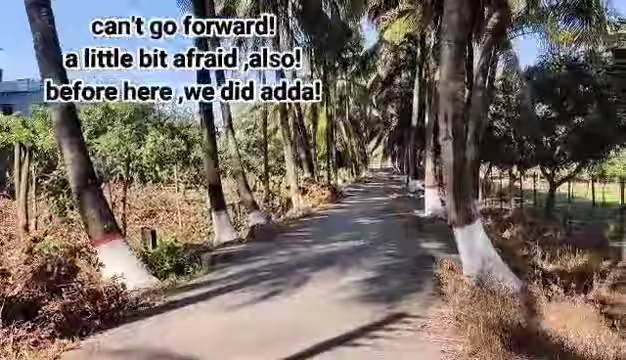 can't go forward!
a little bit afraid ,also!
before here ,we did adda!